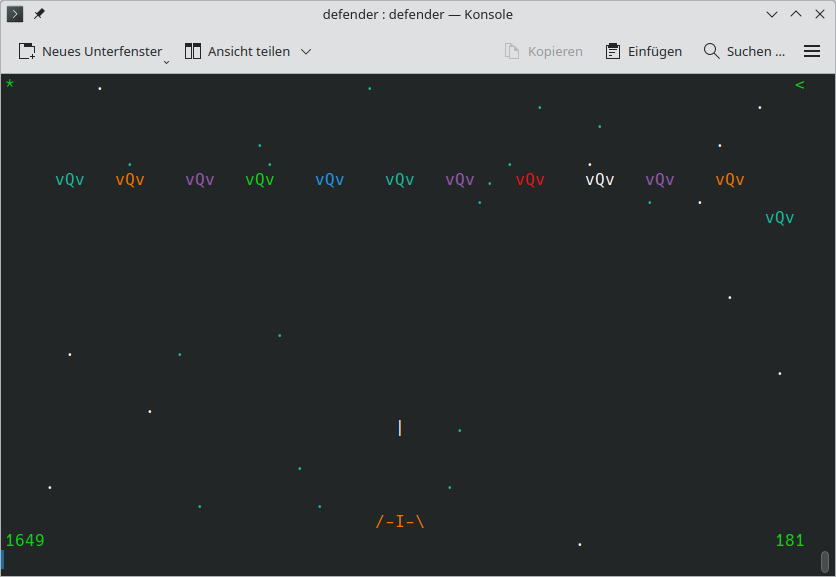 defender : defender — Konsole
Neues Unterfenster Ansicht teilen Kopieren Einfügen Suchen ...
* <
vQv vQv vQv vQv vQv vQv vQv vQv vQv vQv vQv
vQv
|
/-I-\
1649 181